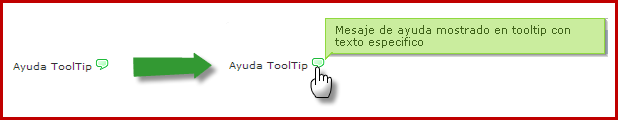 Ayuda ToolTip
Ayuda ToolTip
Mesaje de ayuda mostrado en tooltip con
texto especifico